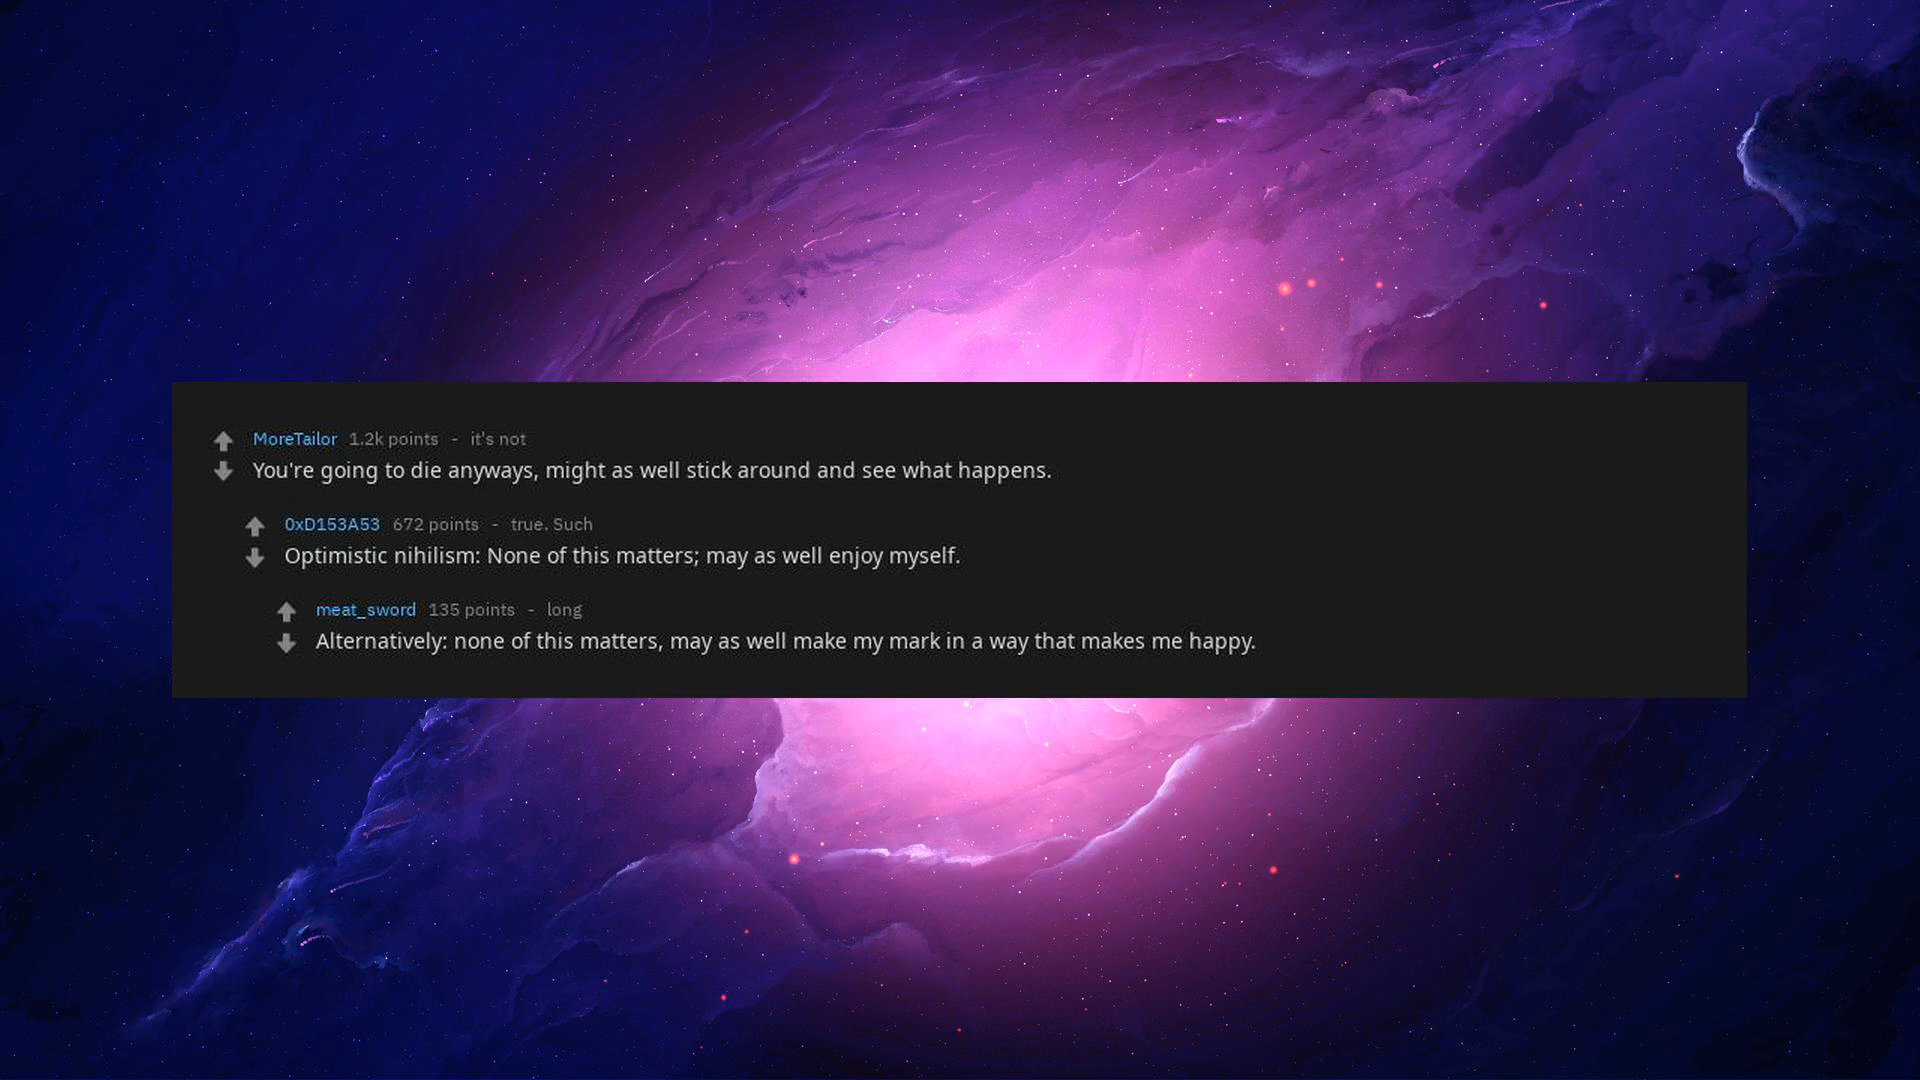 MoreTailor 1.2k points - it's not
You're going to die anyways, might as well stick around and see what happens.
0xD153A53 672 points - true. Such
Optimistic nihilism: None of this matters; may as well enjoy myself.
meat_sword 135 points - long
Alternatively: none of this matters, may as well make my mark in a way that makes me happy.